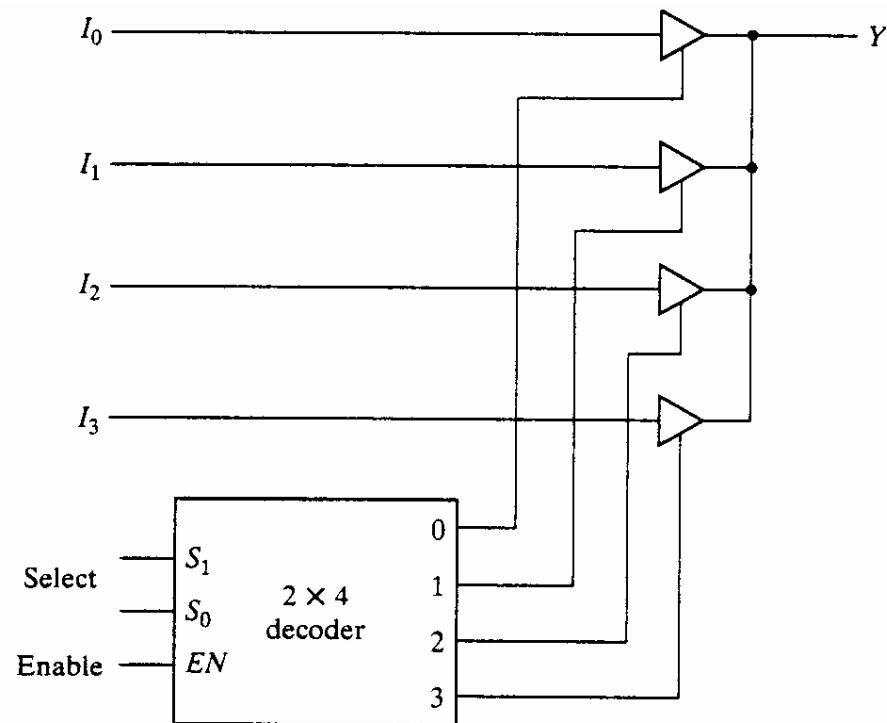 I₀
Y
I₁
I₂
I₃
0
S₁
Select
1
2 × 4
S₀
decoder
2
Enable
EN
3